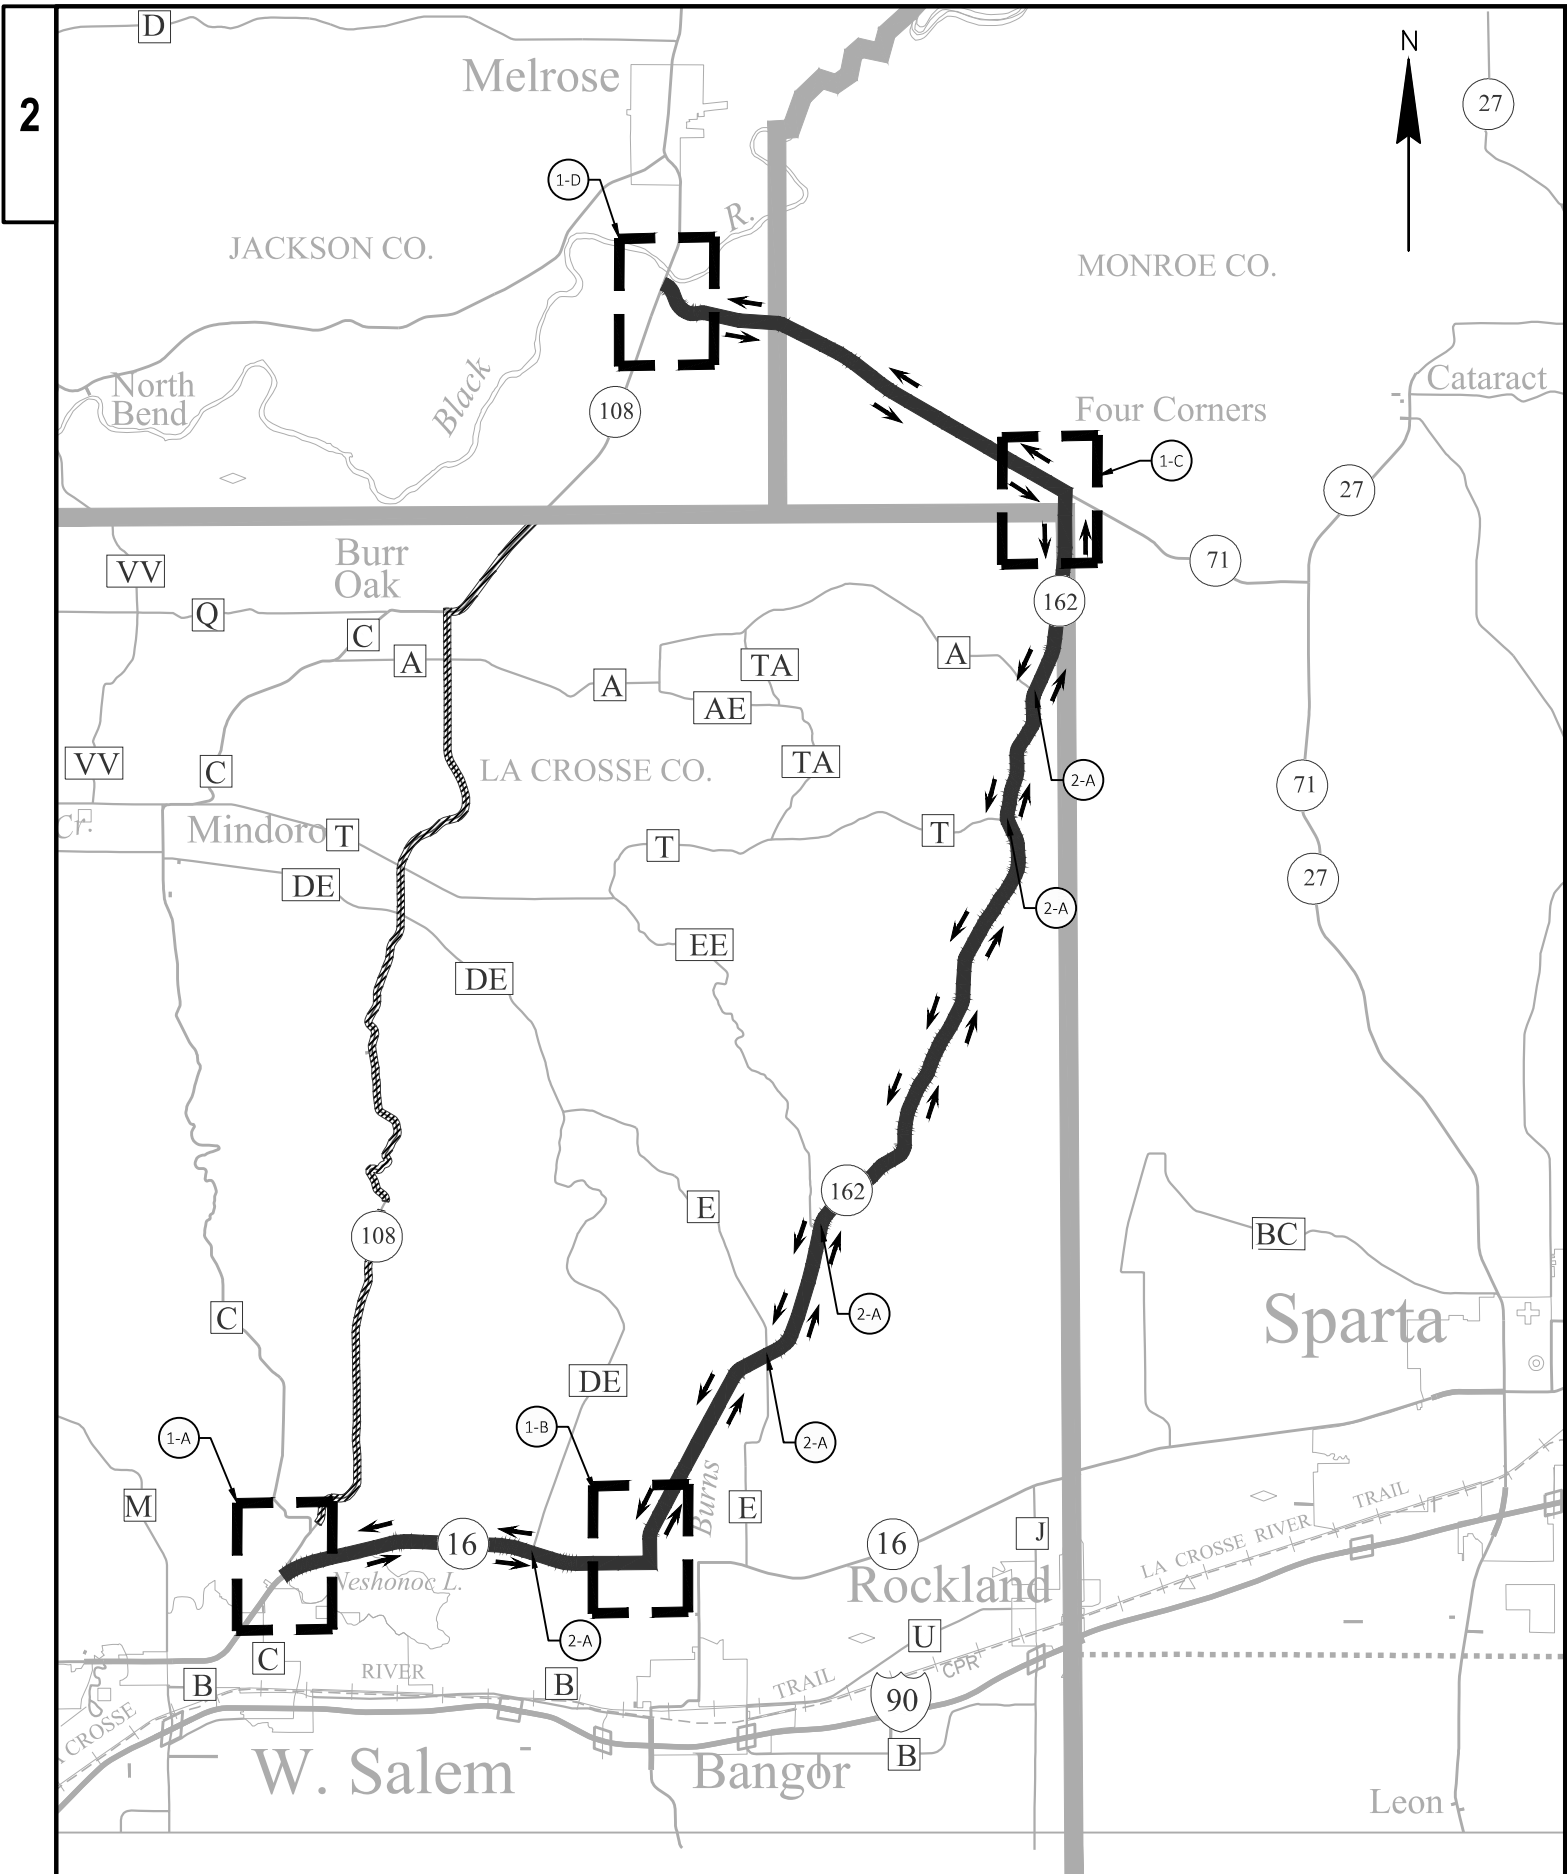 D
N
Melrose
27
2
1-D
R.
JACKSON CO.
MONROE CO.
North
Bend
Black
Cataract
108
Four Corners
1-C
27
Burr
Oak
VV
71
162
Q
C
A
TA
A
A
AE
VV
C
LA CROSSE CO.
TA
2-A
71
Cr.
Mindoro
T
T
T
DE
27
2-A
EE
DE
162
E
108
BC
C
2-A
Sparta
DE
1-A
1-B
2-A
M
Burns
E
TRAIL
J
16
16
LA CROSSE RIVER
Neshonoc L.
Rockland
2-A
U
C
RIVER
CPR
B
B
TRAIL
90
A CROSSE
B
W. Salem
Bangor
Leon